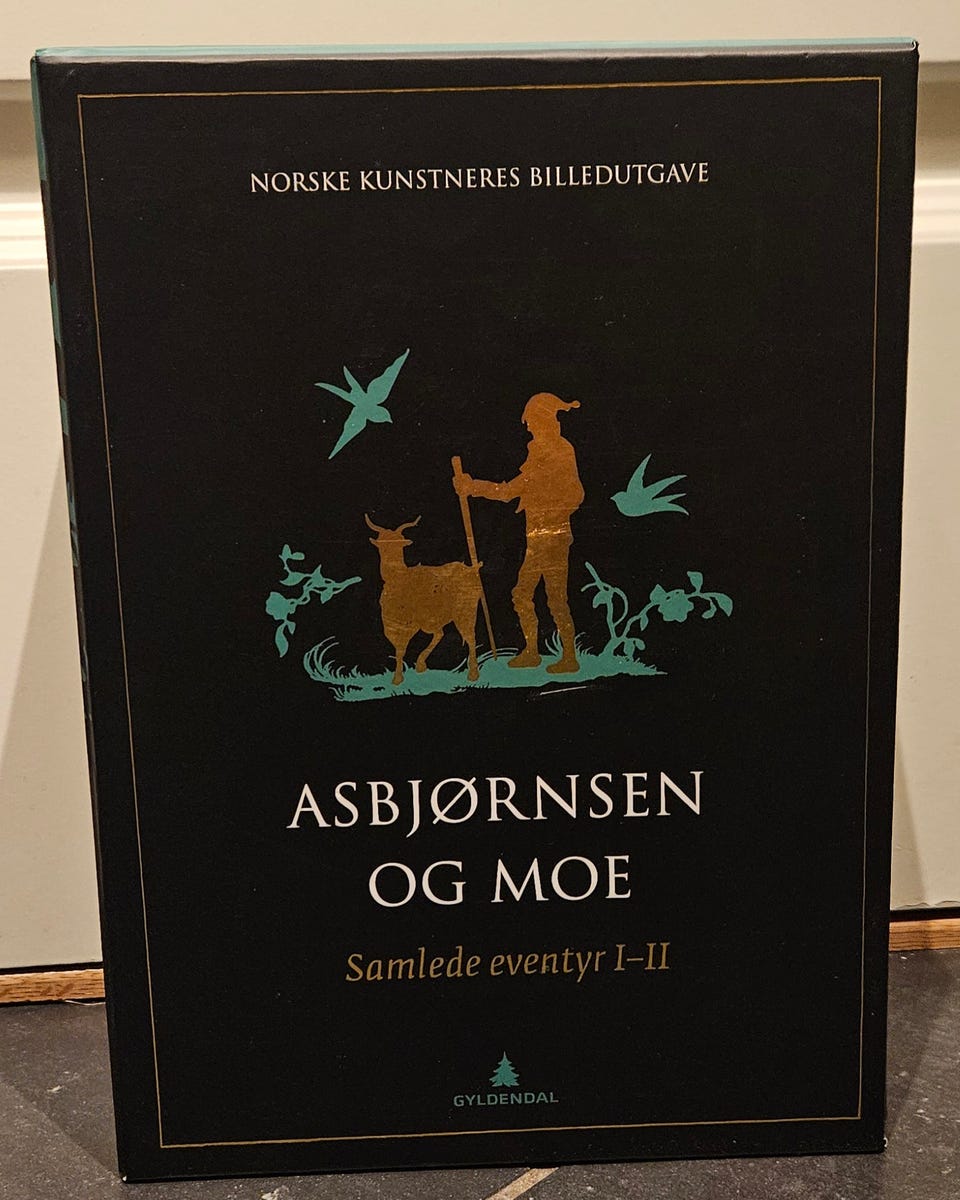 NORSKE KUNSTNERES BILLEDUTGAVE
ASBJØRNSEN
OG MOE
Samlede eventyr I–II
GYLDENDAL